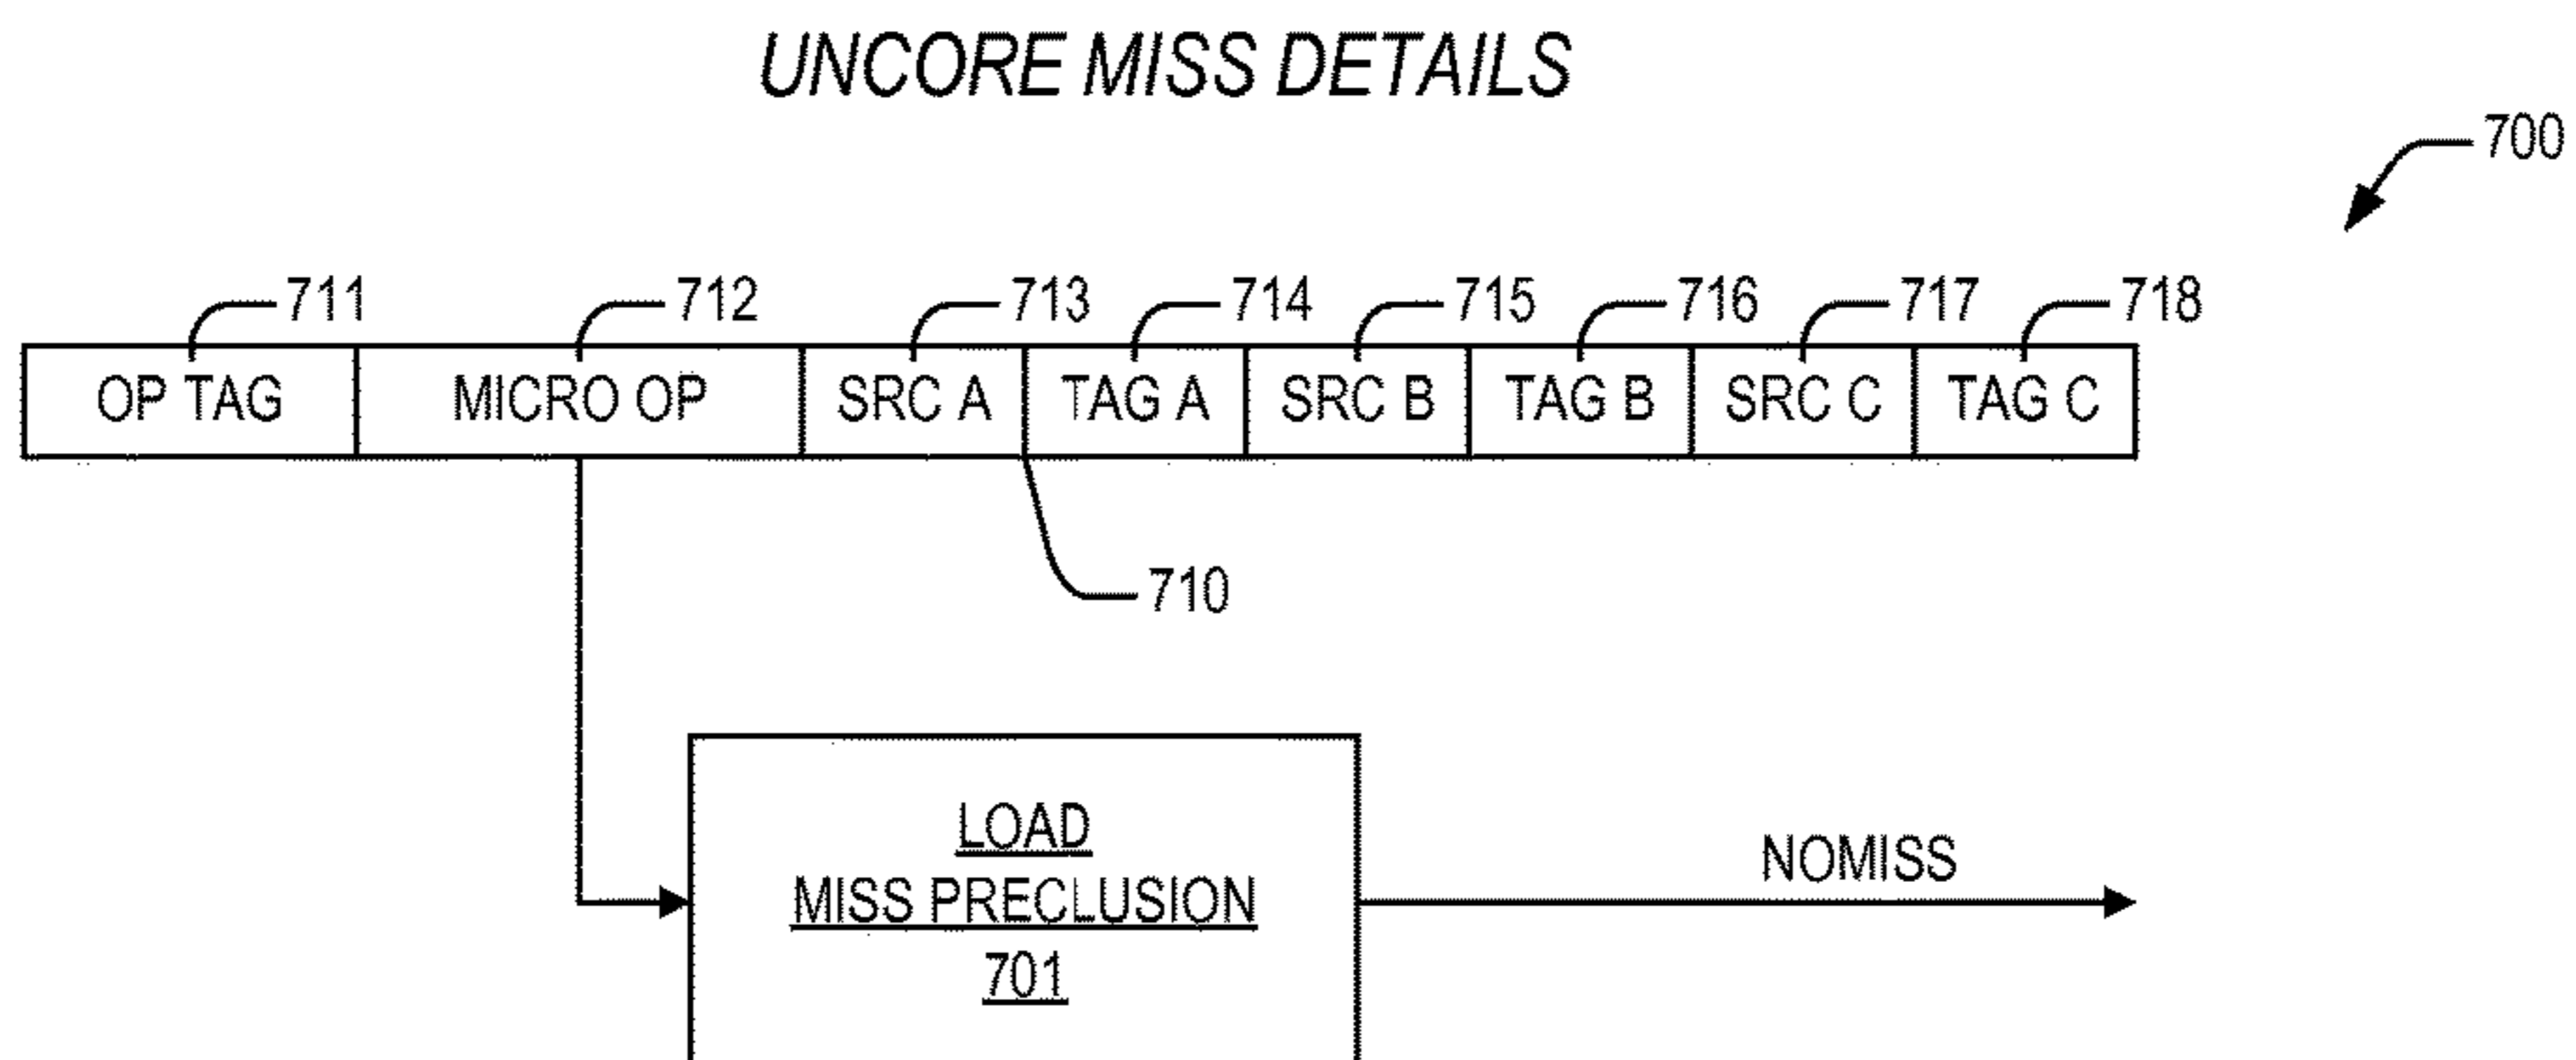 UNCORE MISS DETAILS
700
711 712 713 714 715 716 717 718
OP TAG MICRO OP SRC A TAG A SRC B TAG B SRC C TAG C
710
LOAD
MISS PRECLUSION
701
NOMISS